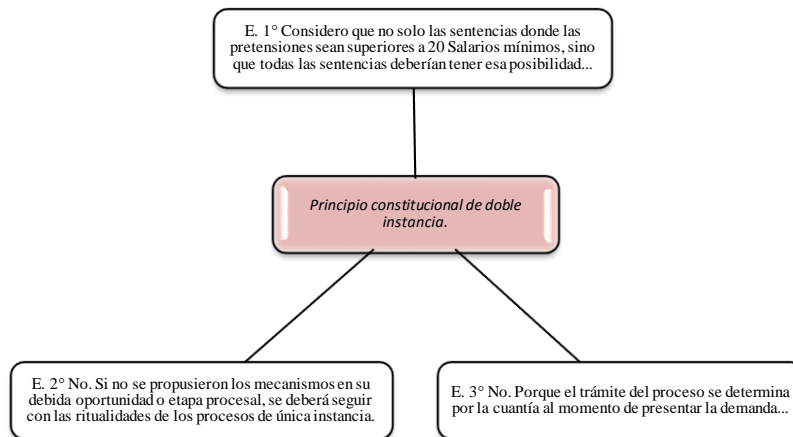 E. 1° Considero que no solo las sentencias donde las
pretensiones sean superiores a 20 Salarios mínimos, sino
que todas las sentencias deberían tener esa posibilidad...
Principio constitucional de doble
instancia.
E. 2° No. Si no se propusieron los mecanismos en su
debida oportunidad o etapa procesal, se deberá seguir
con las ritualidades de los procesos de única instancia.
E. 3° No. Porque el trámite del proceso se determina
por la cuantía al momento de presentar la demanda...